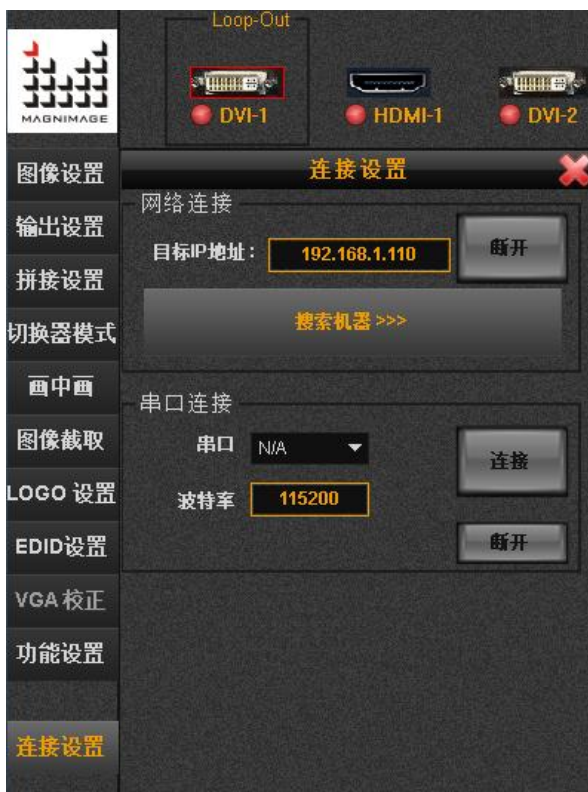 Loop-Out
MAGNIMAGE
DVI-1
HDMI-1
DVI-2
图像设置
输出设置
拼接设置
切换器模式
画中画
图像截取
LOGO 设置
EDID设置
VGA 校正
功能设置
连接设置
连接设置
网络连接
目标IP地址：
192.168.1.110
断开
搜索机器 >>>
串口连接
串口
N/A
连接
波特率
115200
断开